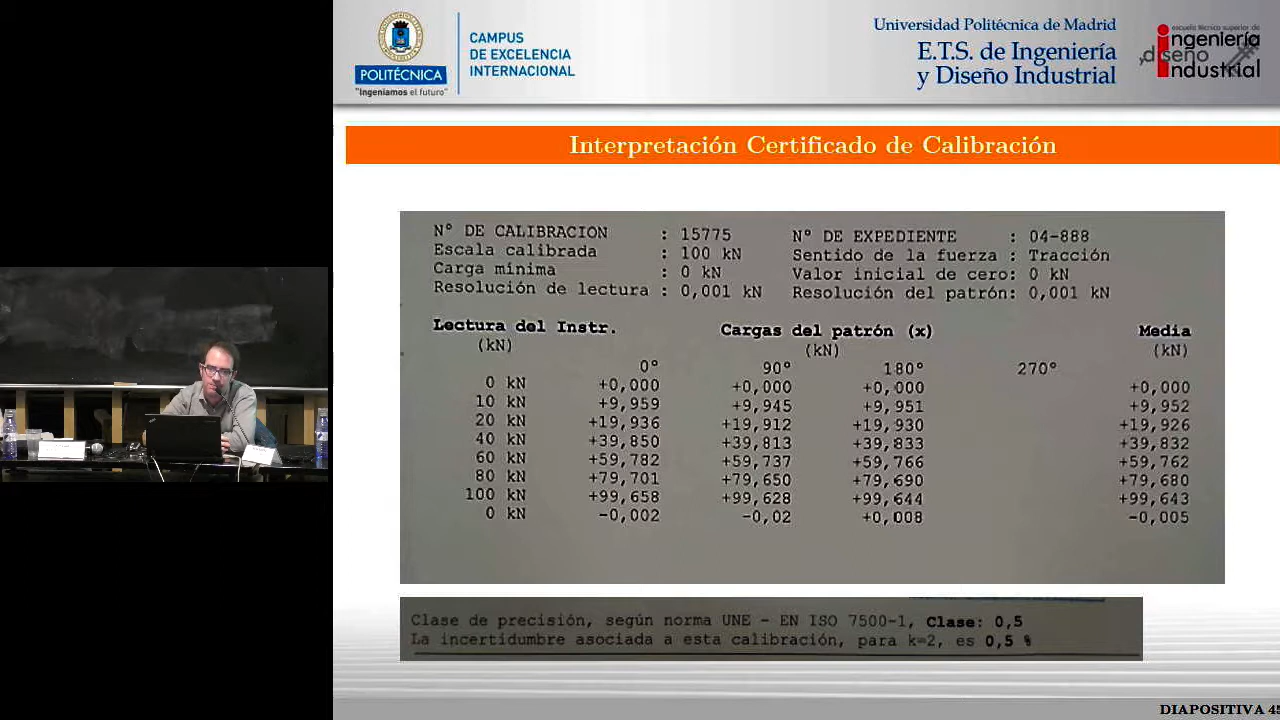 POLITÉCNICA
"Ingeniamos el futuro"
CAMPUS
DE EXCELENCIA
INTERNACIONAL
Universidad Politécnica de Madrid
E.T.S. de Ingeniería
y Diseño Industrial
escuela técnica superior de
ingeniería
y diseño
industrial
Interpretación Certificado de Calibración
Nº DE CALIBRACION : 15775 Nº DE EXPEDIENTE : 04-888
Escala calibrada : 100 kN Sentido de la fuerza : Tracción
Carga mínima : 0 kN Valor inicial de cero: 0 kN
Resolución de lectura : 0,001 kN Resolución del patrón: 0,001 kN
Lectura del Instr. Cargas del patrón (x) Media
(kN) (kN) (kN)
0° 90° 180° 270°
0 kN +0,000 +0,000 +0,000 +0,000
10 kN +9,959 +9,945 +9,951 +9,952
20 kN +19,936 +19,912 +19,930 +19,926
40 kN +39,850 +39,813 +39,833 +39,832
60 kN +59,782 +59,737 +59,766 +59,762
80 kN +79,701 +79,650 +79,690 +79,680
100 kN +99,658 +99,628 +99,644 +99,643
0 kN -0,002 -0,02 +0,008 -0,005
Clase de precisión, según norma UNE - EN ISO 7500-1, Clase: 0,5
La incertidumbre asociada a esta calibración, para k=2, es 0,5 %
DIAPOSITIVA